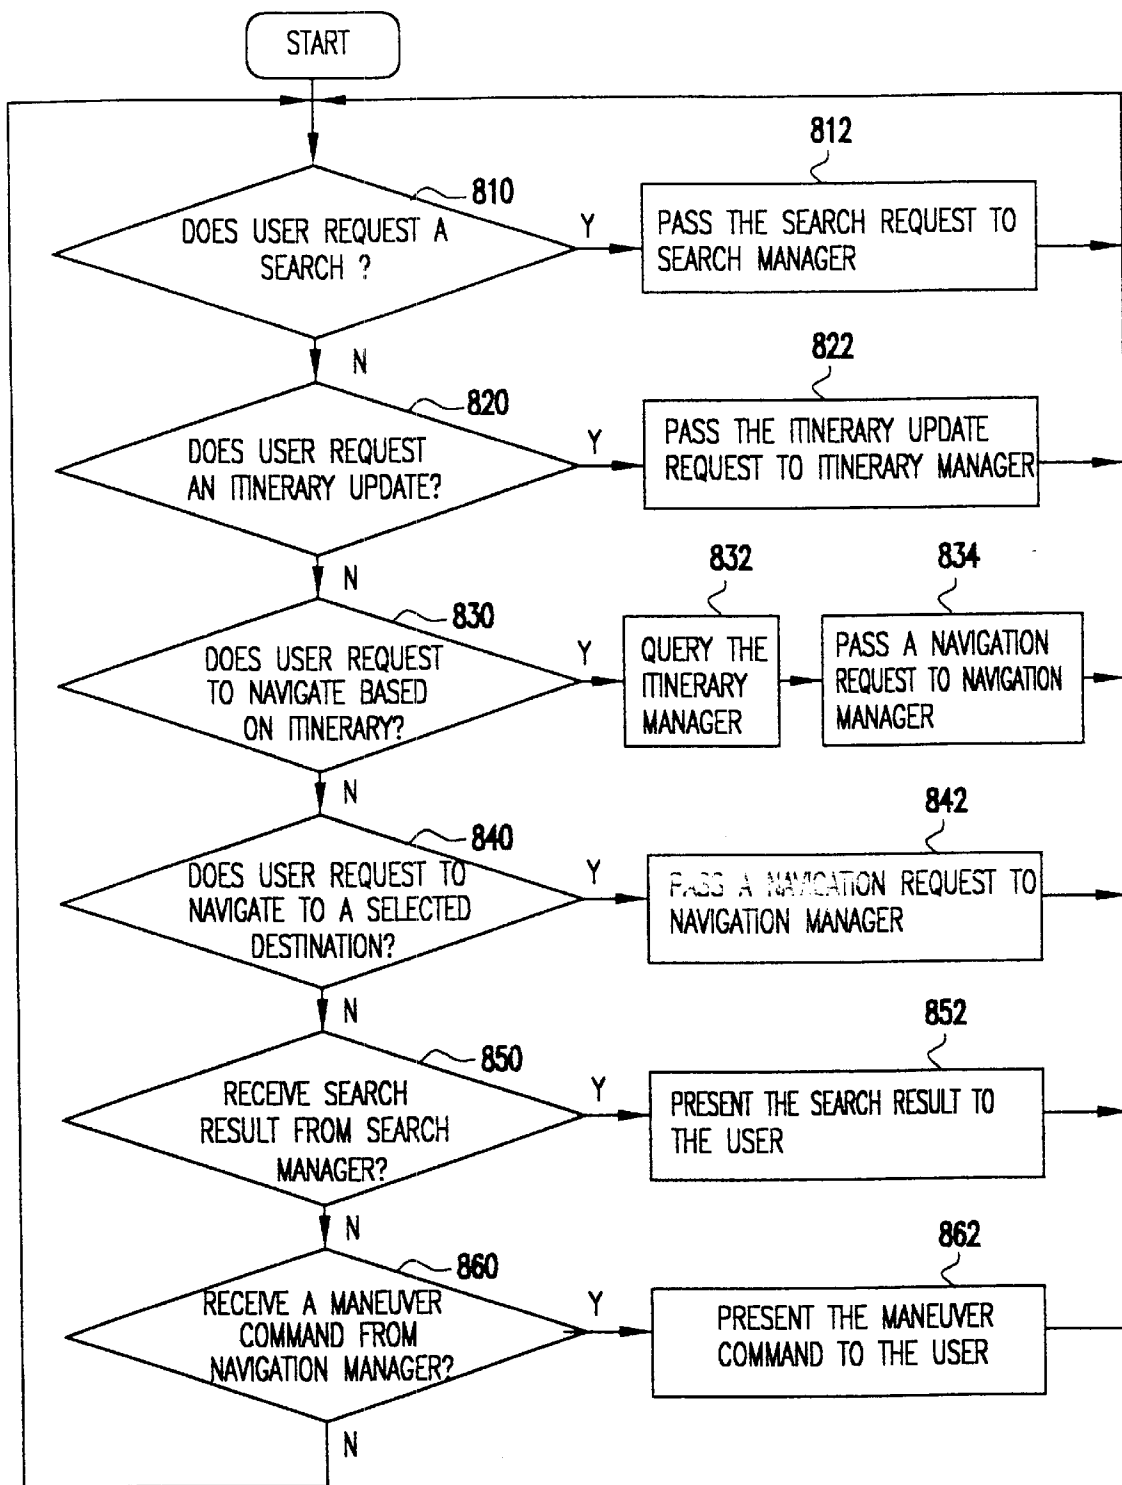 START
812
810
DOES USER REQUEST A
SEARCH ?
Y
PASS THE SEARCH REQUEST TO
SEARCH MANAGER
N
822
820
DOES USER REQUEST
AN ITINERARY UPDATE?
Y
PASS THE ITINERARY UPDATE
REQUEST TO ITINERARY MANAGER
N
832
834
830
DOES USER REQUEST
TO NAVIGATE BASED
ON ITINERARY?
Y
QUERY THE
ITINERARY
MANAGER
PASS A NAVIGATION
REQUEST TO NAVIGATION
MANAGER
N
842
840
DOES USER REQUEST TO
NAVIGATE TO A SELECTED
DESTINATION?
Y
PASS A NAVIGATION REQUEST TO
NAVIGATION MANAGER
N
852
850
RECEIVE SEARCH
RESULT FROM SEARCH
MANAGER?
Y
PRESENT THE SEARCH RESULT TO
THE USER
N
862
860
RECEIVE A MANEUVER
COMMAND FROM
NAVIGATION MANAGER?
Y
PRESENT THE MANEUVER
COMMAND TO THE USER
N